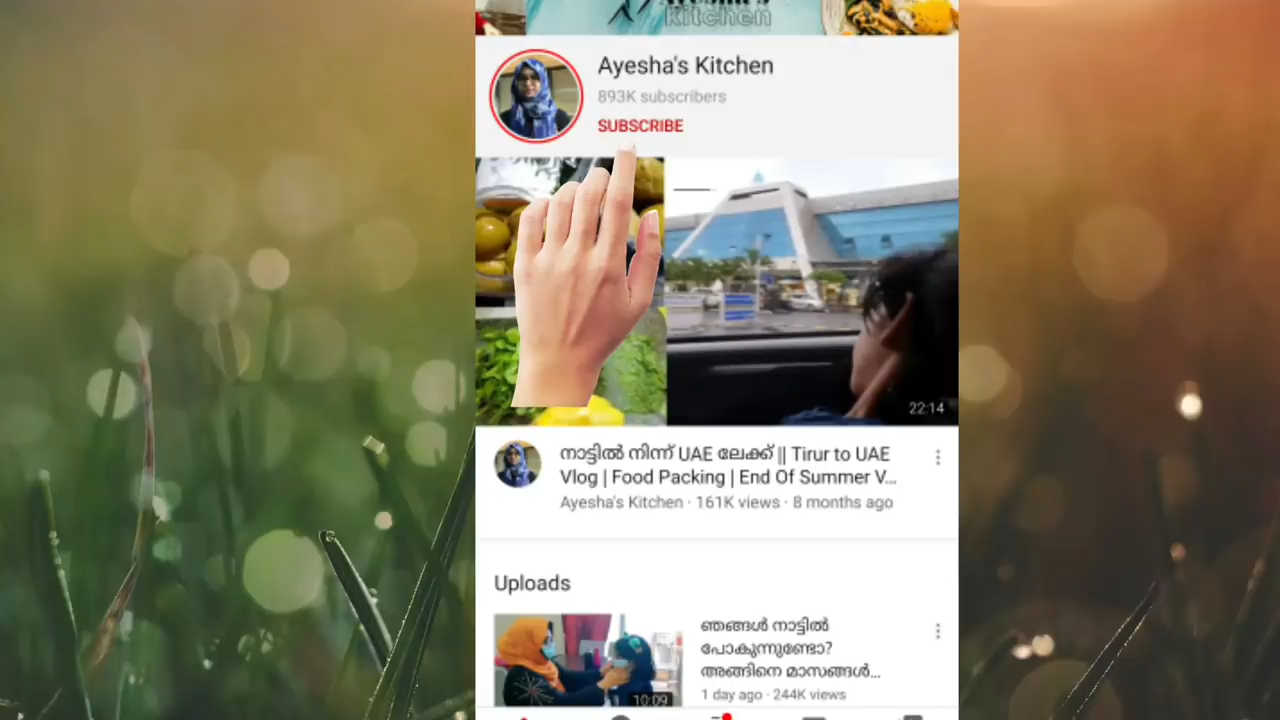 Kitchen
Ayesha's Kitchen
893K subscribers
SUBSCRIBE
22:14
നാട്ടിൽ നിന്ന് UAE ലേക്ക് || Tirur to UAE
Vlog | Food Packing | End Of Summer V...
Ayesha's Kitchen · 161K views · 8 months ago
Uploads
ഞങ്ങൾ നാട്ടിൽ
പോകുന്നുണ്ടോ?
അങ്ങിനെ മാസങ്ങൾ...
1 day ago · 244K views
10:09